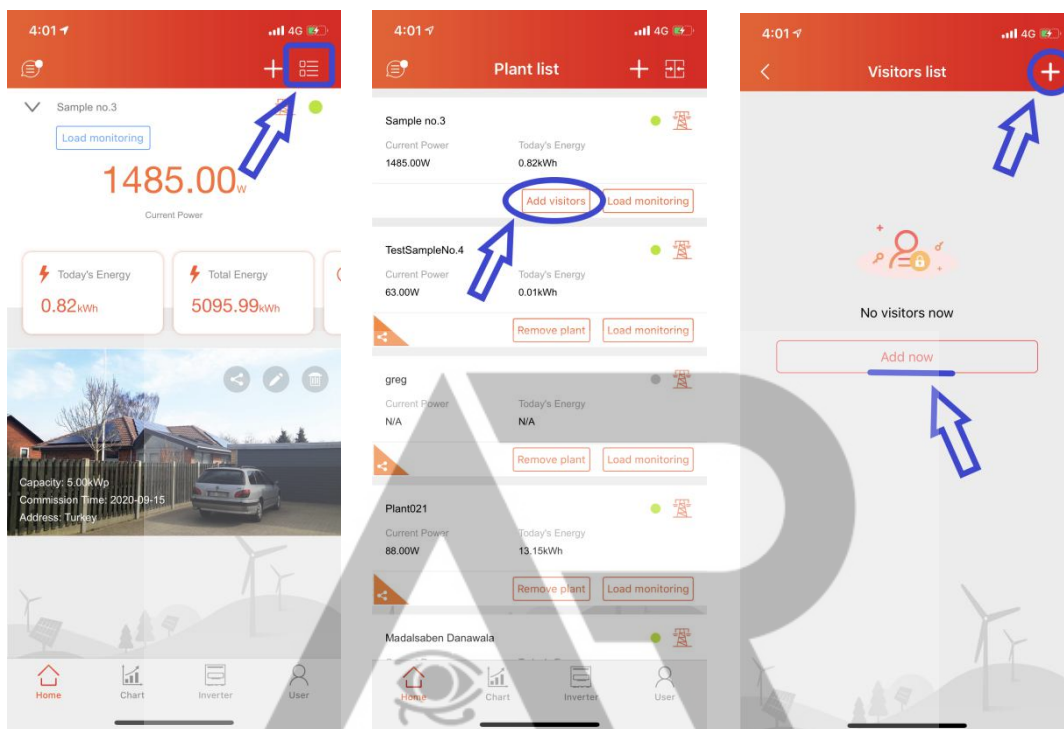 4:01
4G
Sample no.3
Load monitoring
1485.00W
Current Power
Today's Energy
0.82kWh
Total Energy
5095.99kWh
Capacity: 5.00kWp
Commission Time: 2020-09-15
Address: Turkey
Home Chart Inverter User
4:01
4G
Plant list
Sample no.3
Current Power Today's Energy
1485.00W 0.82kWh
Add visitors Load monitoring
TestSampleNo.4
Current Power Today's Energy
63.00W 0.01kWh
Remove plant Load monitoring
greg
Current Power Today's Energy
N/A N/A
Remove plant Load monitoring
Plant021
Current Power Today's Energy
88.00W 13.15kWh
Remove plant Load monitoring
Madalsaben Danawala
Home Chart Inverter User
4:01
4G
Visitors list
No visitors now
Add now
AR